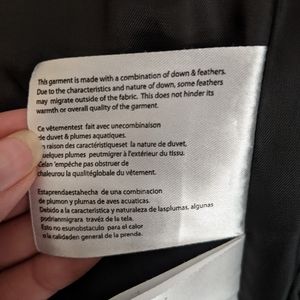 This garment is made with a combination of down & feathers.
Due to the characteristics and nature of down, some feathers
may migrate outside of the fabric. This does not hinder its
warmth or overall quality of the garment.
Ce vêtementest fait avec unecombinaison
de duvet & plumes aquatiques.
En raison des caractéristiqueset la nature de duvet,
quelques plumes peutmigrer à l'extérieur du tissu.
Celan 'empêche pas obstruct de
chaleurou la qualitéglobale du vêtement.
Estaprendaestahecha de una combinacion
de plumon y plumas de aves acuaticas.
Debido a la caracteristica y naturaleza de lasplumas, algunas
podriannigrara travéz de la tela.
Esto no esunobstaculo para el calor
o la calidaden general de la prenda.